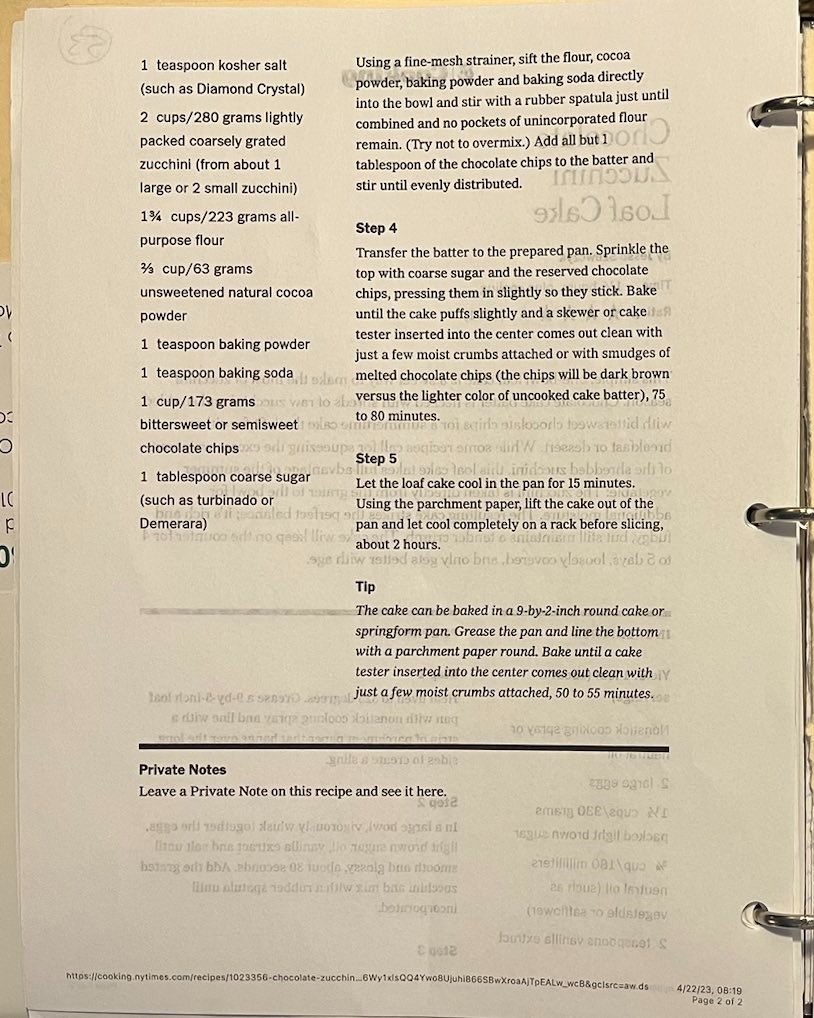 1 teaspoon kosher salt
(such as Diamond Crystal)
2 cups/280 grams lightly
packed coarsely grated
zucchini (from about 1
large or 2 small zucchini)
1¾ cups/223 grams all-
purpose flour
⅔ cup/63 grams
unsweetened natural cocoa
powder
1 teaspoon baking powder
1 teaspoon baking soda
1 cup/173 grams
bittersweet or semisweet
chocolate chips
1 tablespoon coarse sugar
(such as turbinado or
Demerara)
Using a fine-mesh strainer, sift the flour, cocoa
powder, baking powder and baking soda directly
into the bowl and stir with a rubber spatula just until
combined and no pockets of unincorporated flour
remain. (Try not to overmix.) Add all but 1
tablespoon of the chocolate chips to the batter and
stir until evenly distributed.
Step 4
Transfer the batter to the prepared pan. Sprinkle the
top with coarse sugar and the reserved chocolate
chips, pressing them in slightly so they stick. Bake
until the cake puffs slightly and a skewer or cake
tester inserted into the center comes out clean with
just a few moist crumbs attached or with smudges of
melted chocolate chips (the chips will be dark brown
versus the lighter color of uncooked cake batter), 75
to 80 minutes.
Step 5
Let the loaf cake cool in the pan for 15 minutes.
Using the parchment paper, lift the cake out of the
pan and let cool completely on a rack before slicing,
about 2 hours.
Tip
The cake can be baked in a 9-by-2-inch round cake or
springform pan. Grease the pan and line the bottom
with a parchment paper round. Bake until a cake
tester inserted into the center comes out clean with
just a few moist crumbs attached, 50 to 55 minutes.
Private Notes
Leave a Private Note on this recipe and see it here.
https://cooking.nytimes.com/recipes/1023356-chocolate-zucchin...6Wy1xlsQQ4Ywo8Ujuhi866SBwXroaAjTpEALw_wcB&gclsrc=aw.ds
4/22/23, 08:19
Page 2 of 2